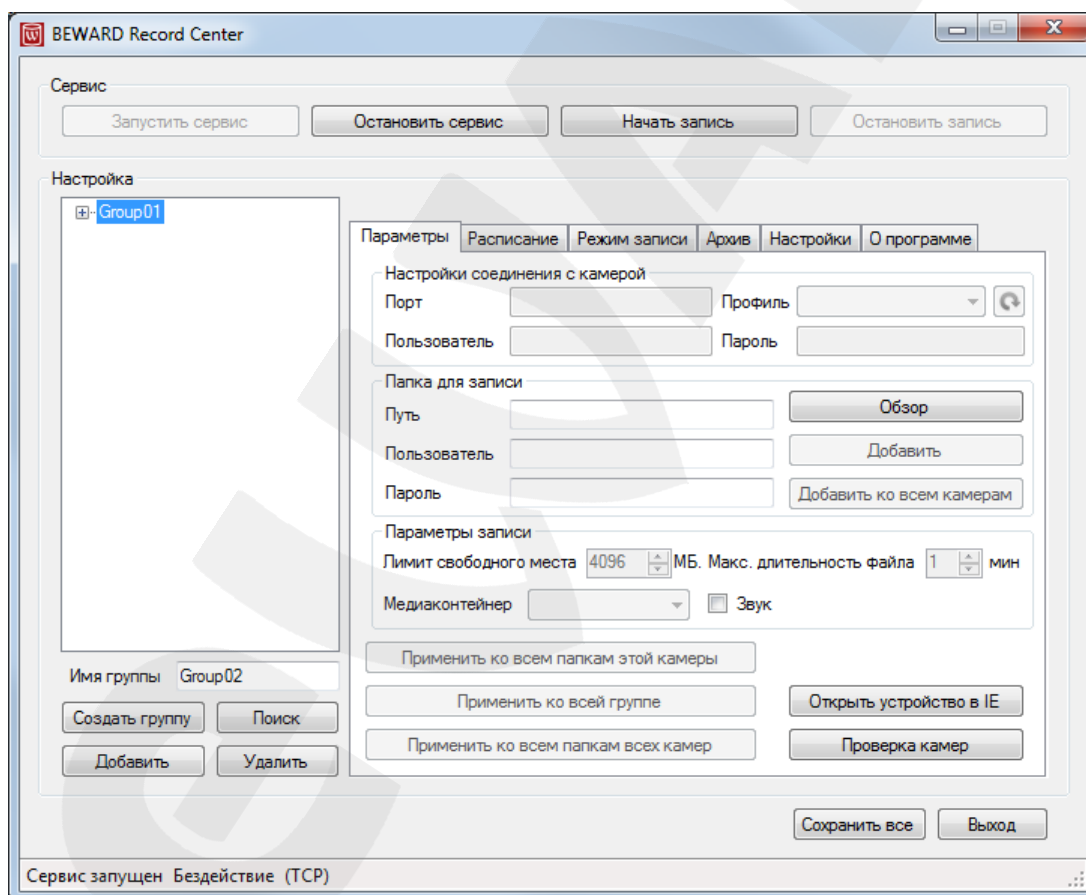 BEWARD Record Center
Сервис
Запустить сервис Остановить сервис Начать запись Остановить запись
Настройка
Group01
Параметры Расписание Режим записи Архив Настройки О программе
Настройки соединения с камерой
Порт Профиль
Пользователь Пароль
Папка для записи
Путь Обзор
Пользователь Добавить
Пароль Добавить ко всем камерам
Параметры записи
Лимит свободного места 4096 МБ. Макс. длительность файла 1 мин
Медиаконтейнер Звук
Применить ко всем папкам этой камеры
Имя группы Group02
Применить ко всей группе Открыть устройство в IE
Создать группу Поиск
Применить ко всем папкам всех камер Проверка камер
Добавить Удалить
Сохранить все Выход
Сервис запущен Бездействие (TCP)